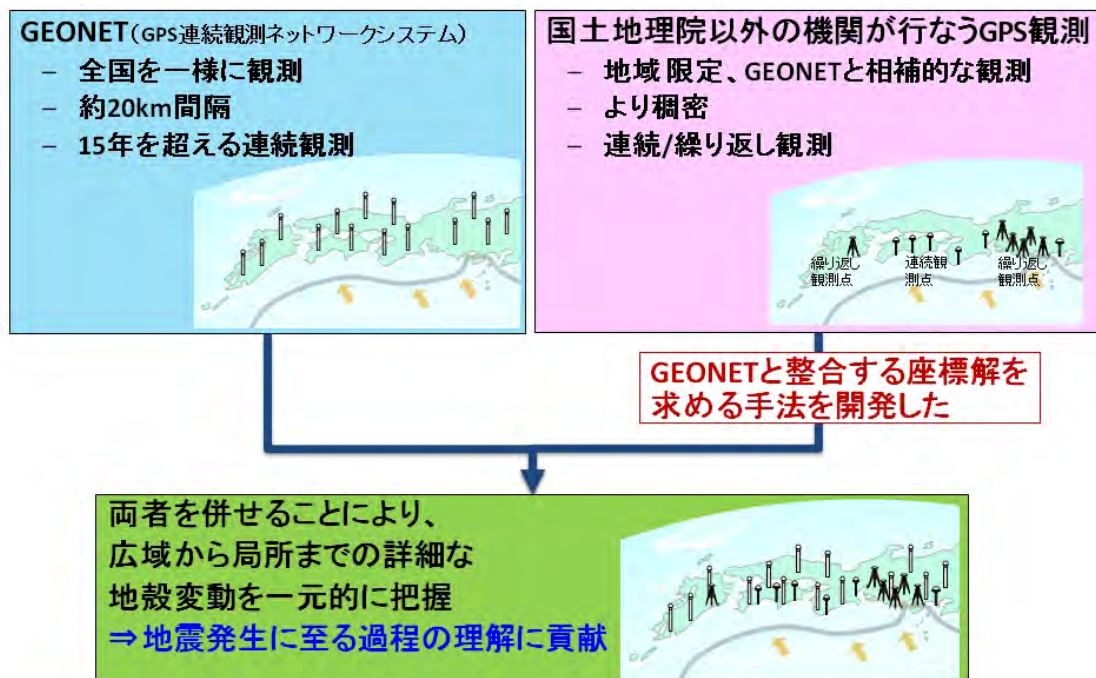 GEONET(GPS連続観測ネットワークシステム)
– 全国を一様に観測
– 約20km間隔
– 15年を超える連続観測
国土地理院以外の機関が行なうGPS観測
– 地域限定、GEONETと相補的な観測
– より稠密
– 連続/繰り返し観測
繰り返し
観測点
連続観
測点
繰り返し
観測点
GEONETと整合する座標解を
求める手法を開発した
両者を併せることにより、
広域から局所までの詳細な
地殻変動を一元的に把握
⇒地震発生に至る過程の理解に貢献